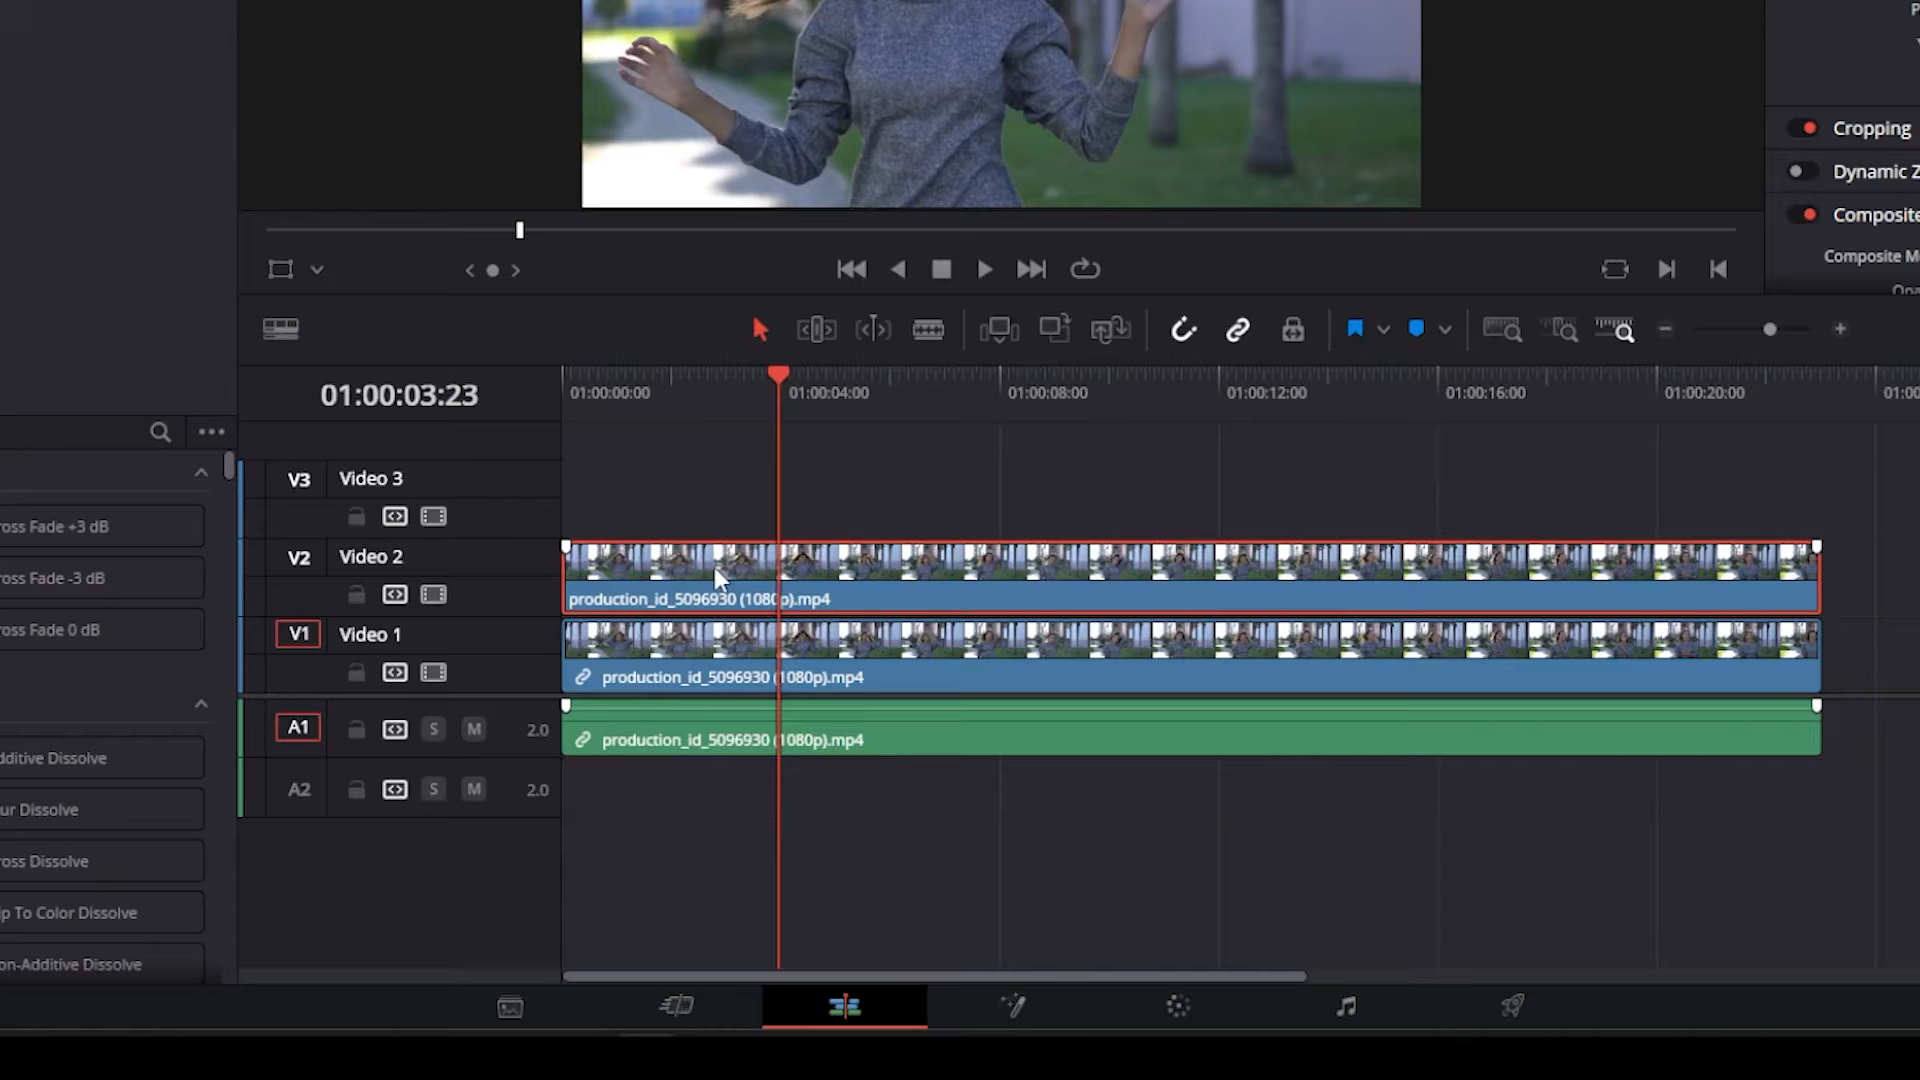 Cropping
Dynamic Z
Composite
Composite Mo
Opa
01:00:03:23
01:00:00:00
01:00:04:00
01:00:08:00
01:00:12:00
01:00:16:00
01:00:20:00
01:00
V3 Video 3
V2 Video 2
production_id_5096930 (1080p).mp4
V1 Video 1
production_id_5096930 (1080p).mp4
A1 S M 2.0
production_id_5096930 (1080p).mp4
A2 S M 2.0
ross Fade +3 dB
ross Fade -3 dB
ross Fade 0 dB
dditive Dissolve
ur Dissolve
ross Dissolve
ip To Color Dissolve
on-Additive Dissolve